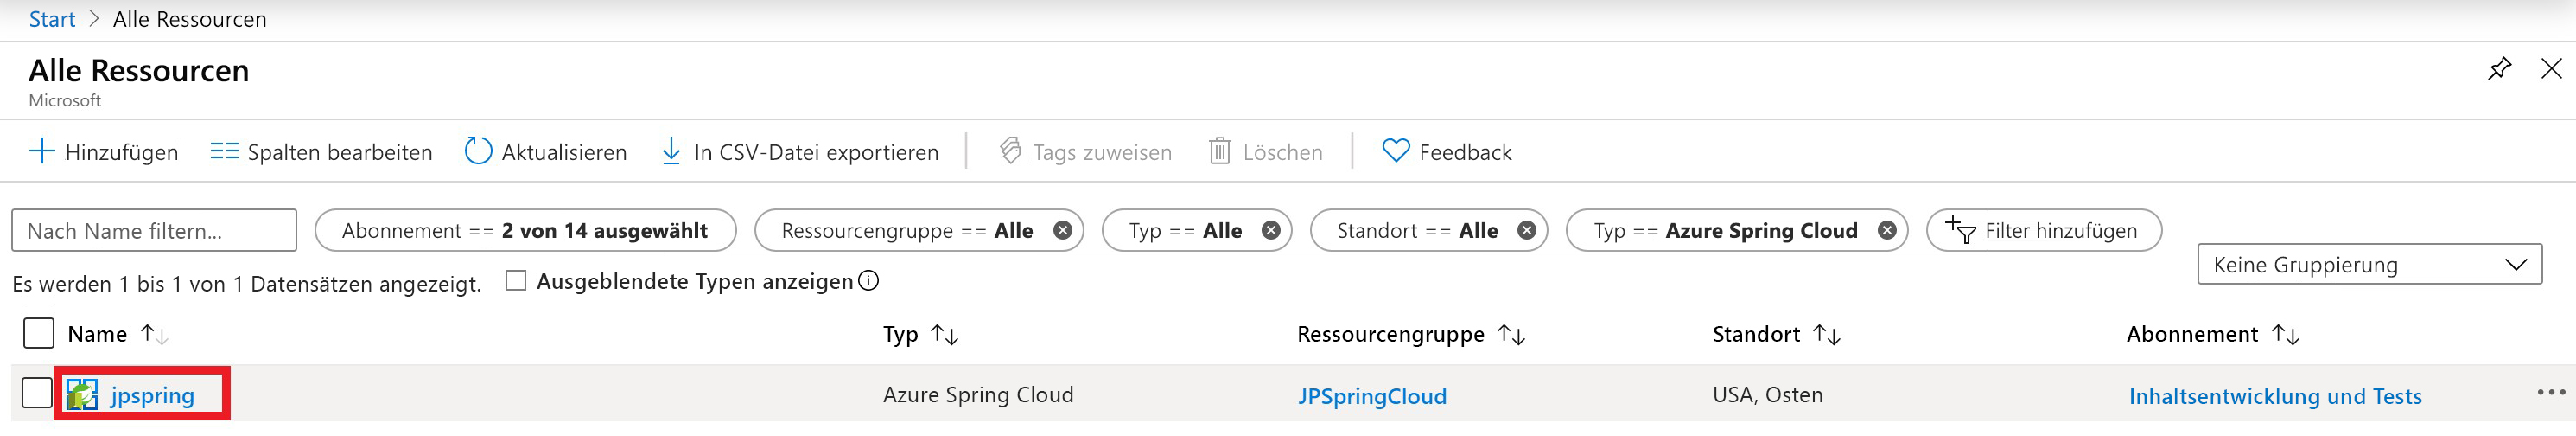 Start > Alle Ressourcen
Alle Ressourcen
Microsoft
Hinzufügen Spalten bearbeiten Aktualisieren In CSV-Datei exportieren Tags zuweisen Löschen Feedback
Nach Name filtern... Abonnement == 2 von 14 ausgewählt Ressourcengruppe == Alle Typ == Alle Standort == Alle Typ == Azure Spring Cloud Filter hinzufügen
Es werden 1 bis 1 von 1 Datensätzen angezeigt. Ausgeblendete Typen anzeigen Keine Gruppierung
Name Typ Ressourcengruppe Standort Abonnement
jpspring Azure Spring Cloud JPSpringCloud USA, Osten Inhaltsentwicklung und Tests